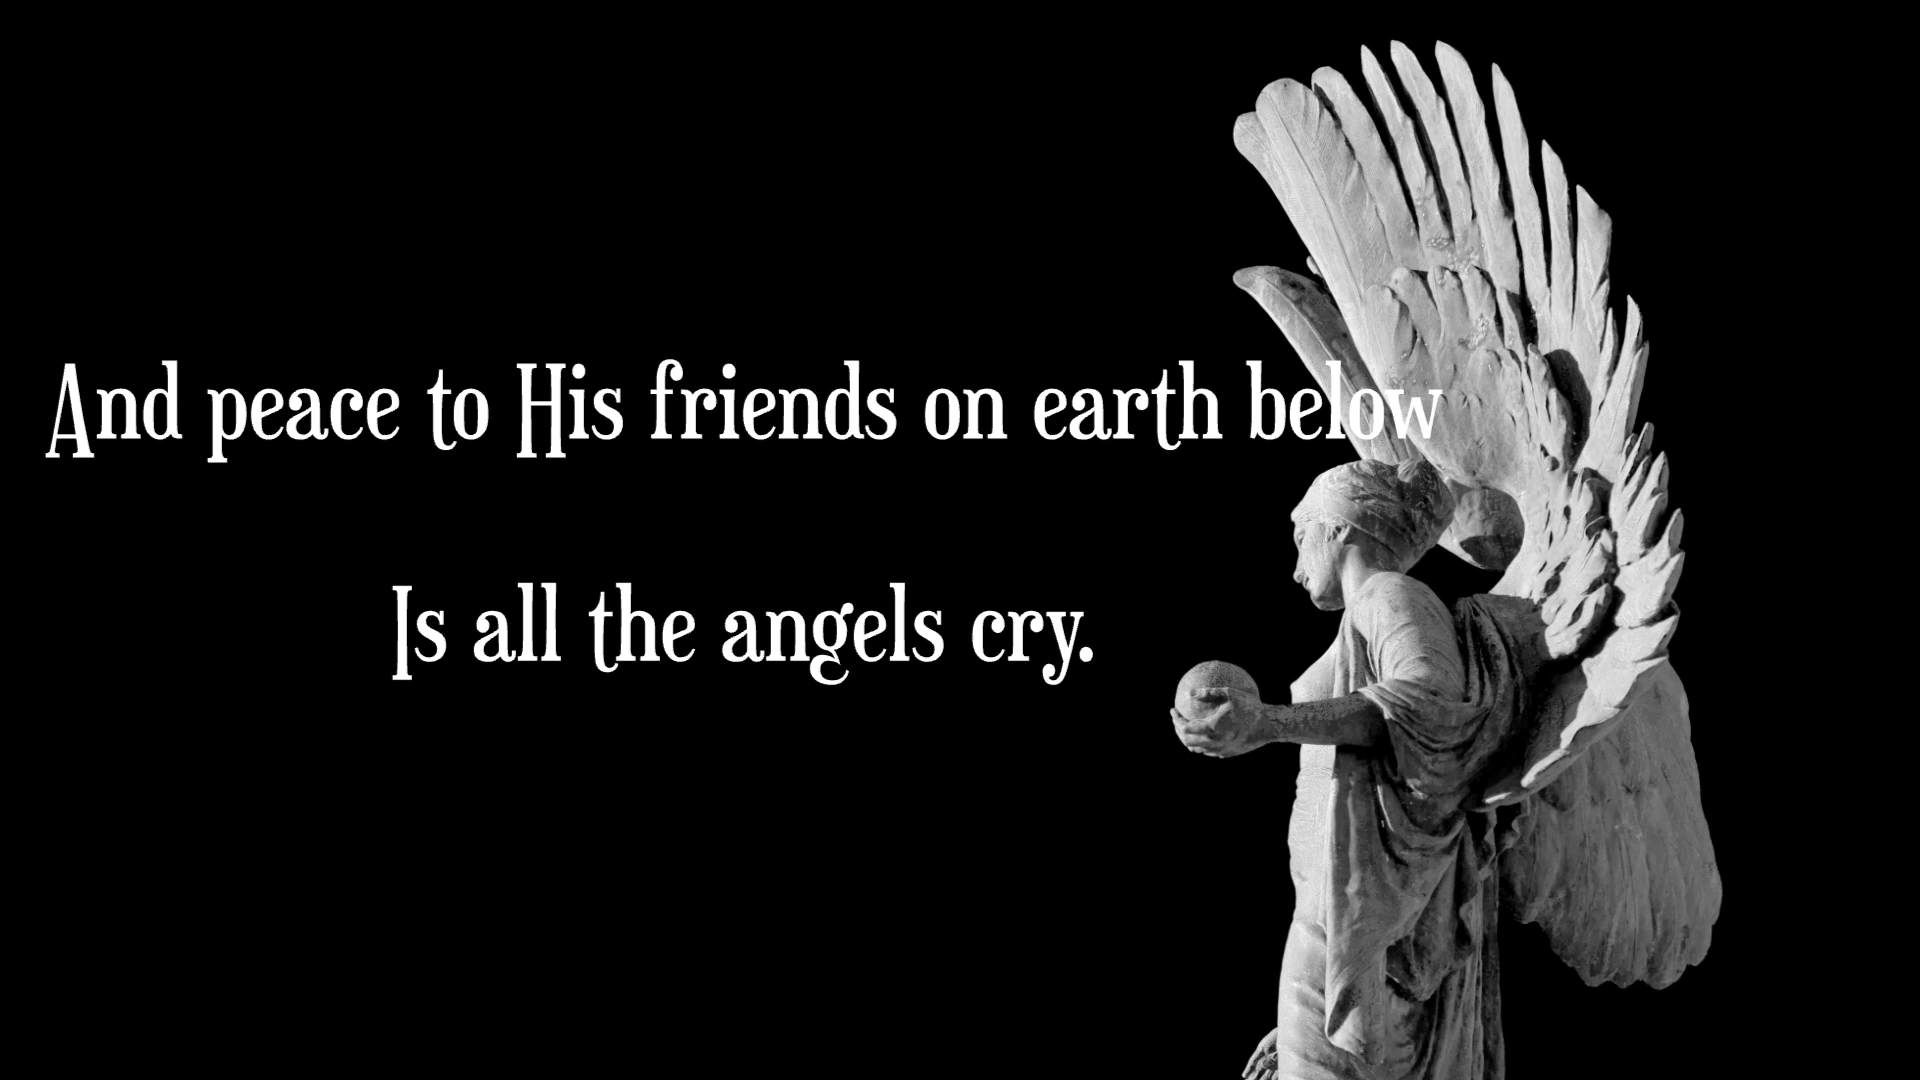 And peace to His friends on earth below
Is all the angels cry.